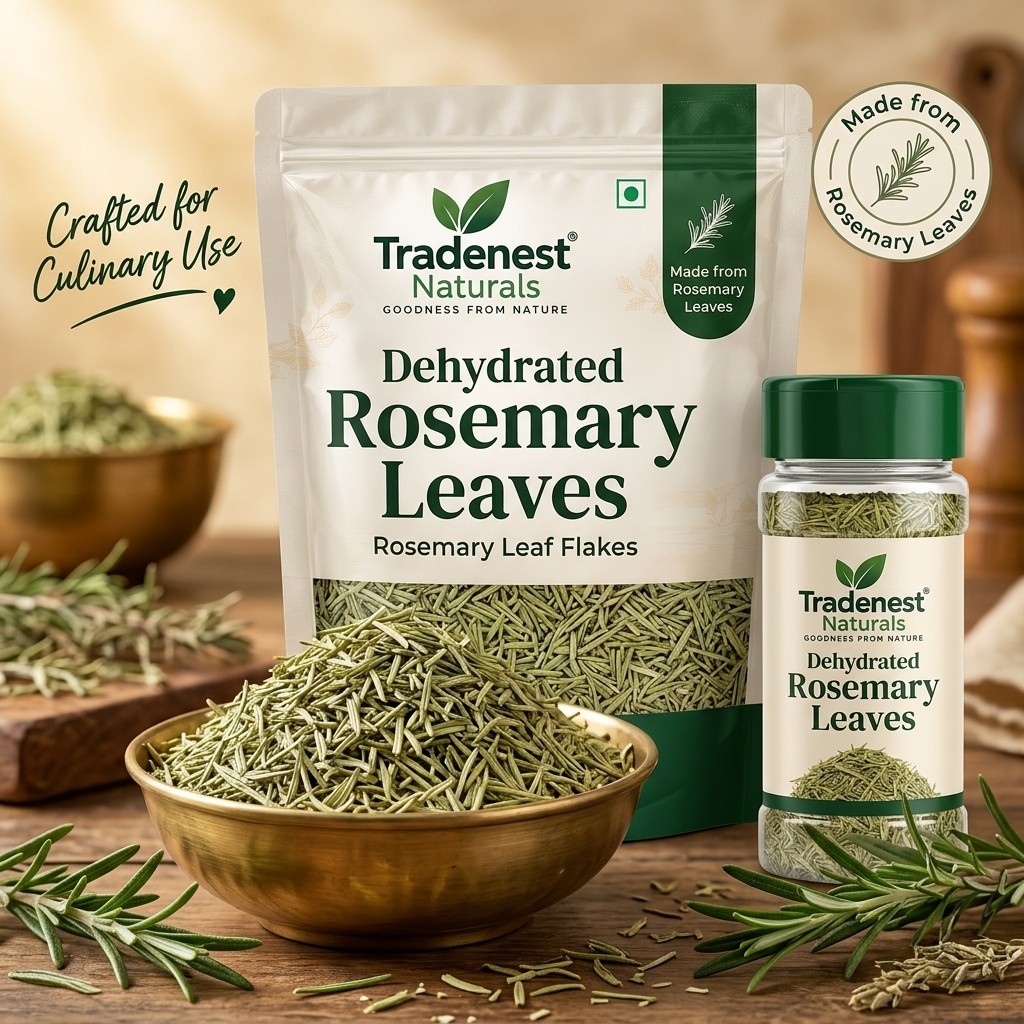 Crafted for
Culinary Use
Tradenest®
Naturals
GOODNESS FROM NATURE
Made from
Rosemary
Leaves
Dehydrated
Rosemary
Leaves
Rosemary Leaf Flakes
Made from
Rosemary Leaves
Tradenest®
Naturals
GOODNESS FROM NATURE
Dehydrated
Rosemary
Leaves